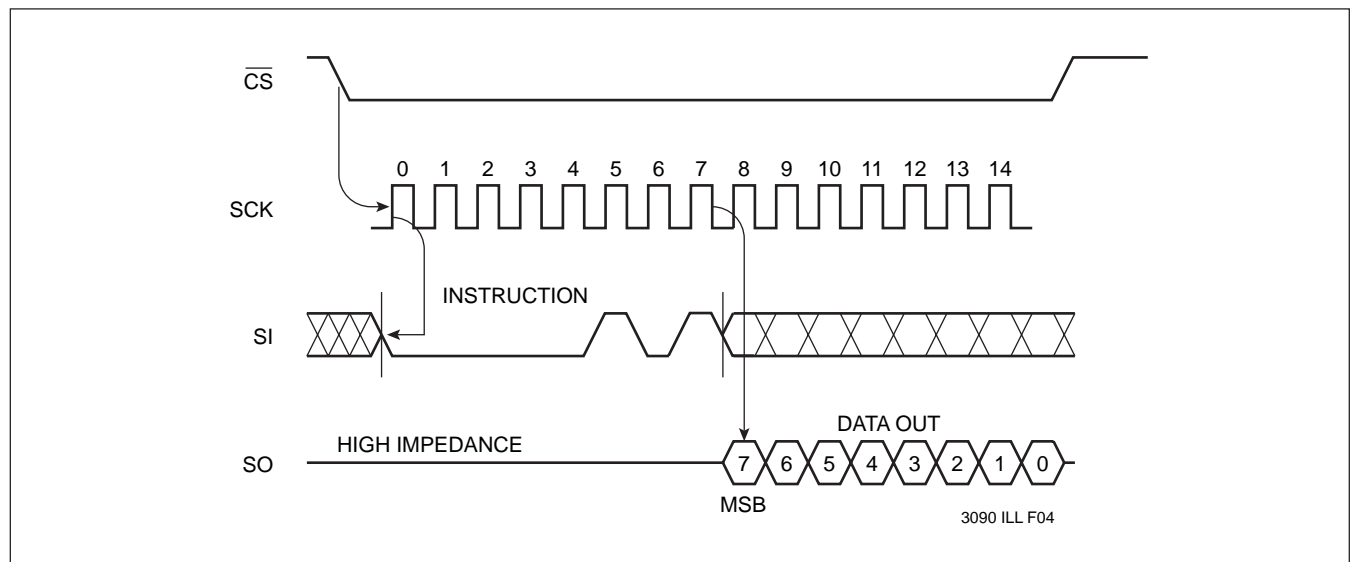 CS
0 1 2 3 4 5 6 7 8 9 10 11 12 13 14
SCK
INSTRUCTION
SI
DATA OUT
HIGH IMPEDANCE
SO
7 6 5 4 3 2 1 0
MSB
3090 ILL F04